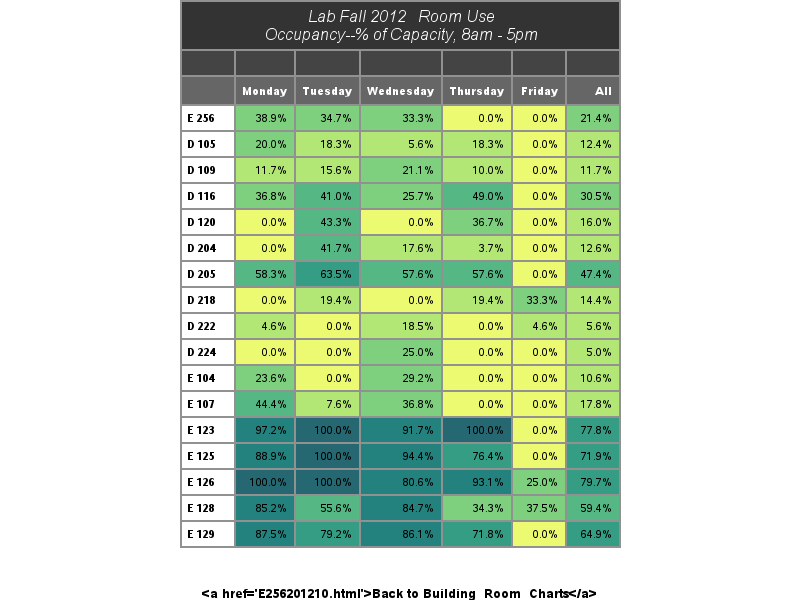 Lab Fall 2012 Room Use
Occupancy--% of Capacity, 8am - 5pm
Monday Tuesday Wednesday Thursday Friday All
E 256 38.9% 34.7% 33.3% 0.0% 0.0% 21.4%
D 105 20.0% 18.3% 5.6% 18.3% 0.0% 12.4%
D 109 11.7% 15.6% 21.1% 10.0% 0.0% 11.7%
D 116 36.8% 41.0% 25.7% 49.0% 0.0% 30.5%
D 120 0.0% 43.3% 0.0% 36.7% 0.0% 16.0%
D 204 0.0% 41.7% 17.6% 3.7% 0.0% 12.6%
D 205 58.3% 63.5% 57.6% 57.6% 0.0% 47.4%
D 218 0.0% 19.4% 0.0% 19.4% 33.3% 14.4%
D 222 4.6% 0.0% 18.5% 0.0% 4.6% 5.6%
D 224 0.0% 0.0% 25.0% 0.0% 0.0% 5.0%
E 104 23.6% 0.0% 29.2% 0.0% 0.0% 10.6%
E 107 44.4% 7.6% 36.8% 0.0% 0.0% 17.8%
E 123 97.2% 100.0% 91.7% 100.0% 0.0% 77.8%
E 125 88.9% 100.0% 94.4% 76.4% 0.0% 71.9%
E 126 100.0% 100.0% 80.6% 93.1% 25.0% 79.7%
E 128 85.2% 55.6% 84.7% 34.3% 37.5% 59.4%
E 129 87.5% 79.2% 86.1% 71.8% 0.0% 64.9%
<a href='E256201210.html'>Back to Building_Room_Charts</a>